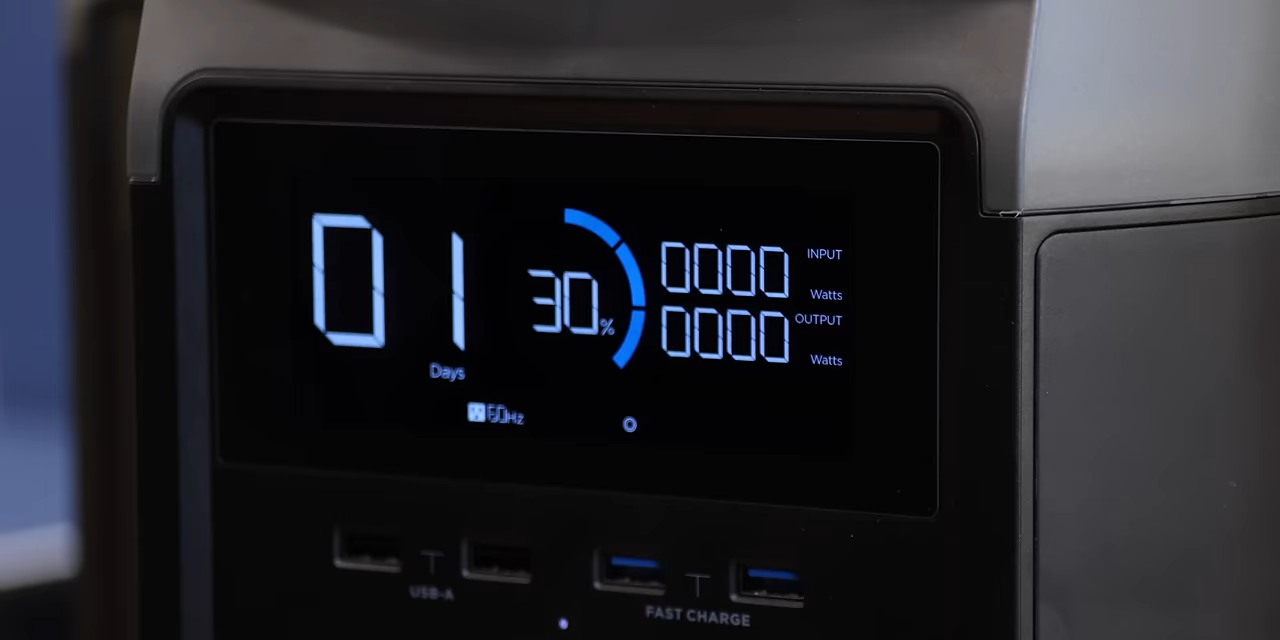 01
Days
30%
0000 INPUT
Watts
0000 OUTPUT
Watts
60Hz
USB-A
FAST CHARGE